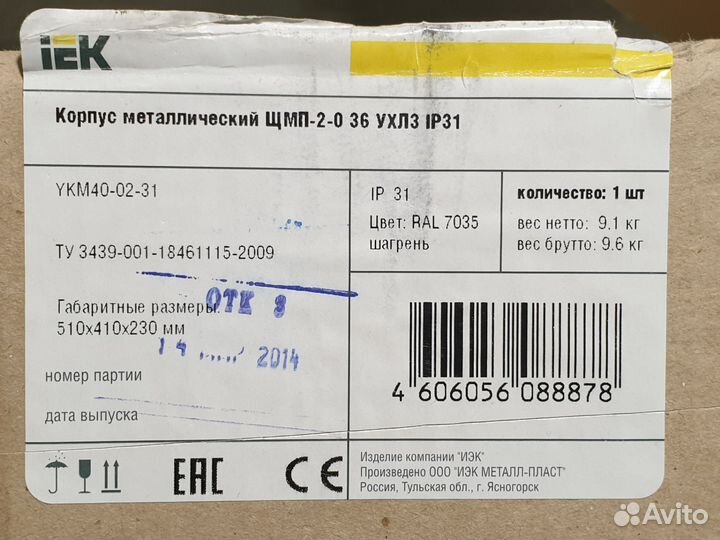 iEK
Корпус металлический ЩМП-2-0 36 УХЛ3 IP31
YKM40-02-31
IP 31
Цвет: RAL 7035
шагрень
количество: 1 шт
вес нетто: 9.1 кг
вес брутто: 9.6 кг
ТУ 3439-001-18461115-2009
ОТК 8
Габаритные размеры:
510x410x230 мм
14 2014
номер партии
дата выпуска
4 606056 088878
EAC CE
Изделие компании "ИЭК"
Произведено ООО "ИЭК МЕТАЛЛ-ПЛАСТ"
Россия, Тульская обл., г. Ясногорск
Avito